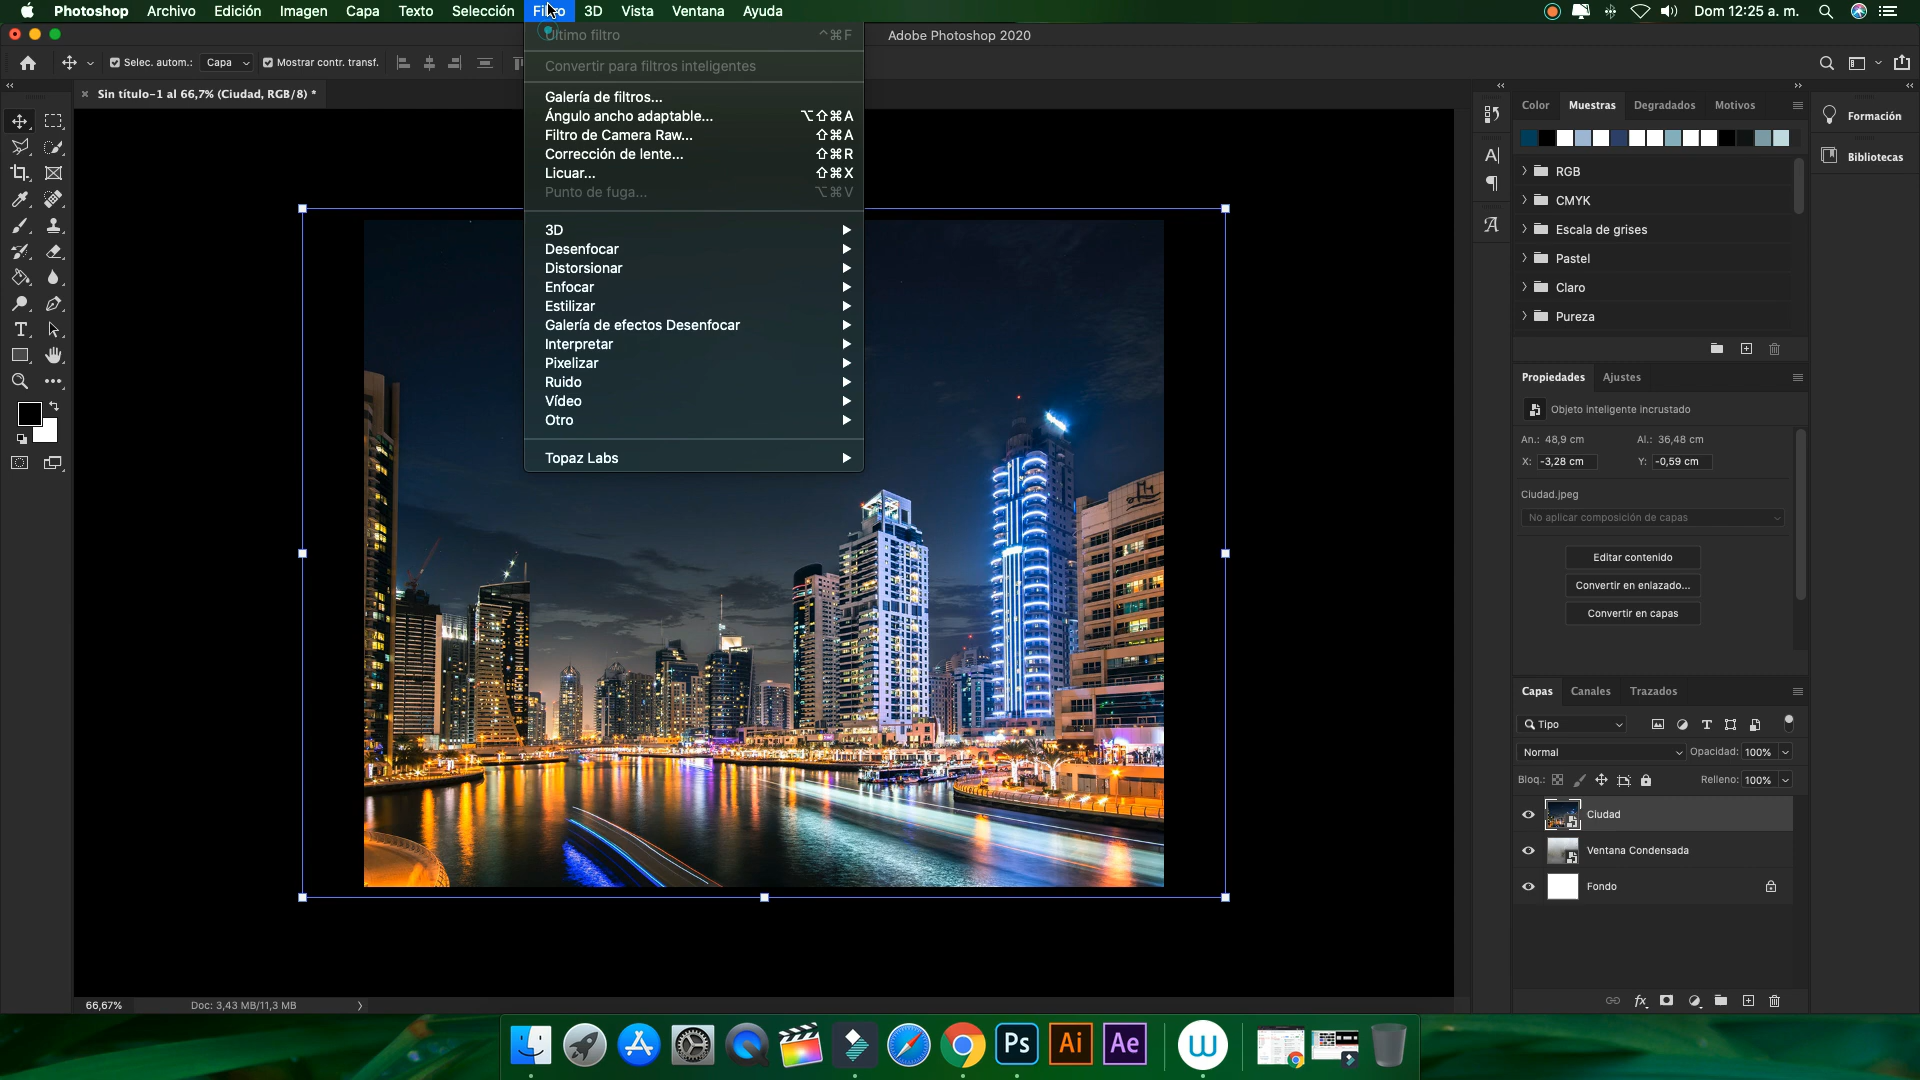 Photoshop Archivo Edición Imagen Capa Texto Selección Filtro 3D Vista Ventana Ayuda Dom 12:25 a. m.
Adobe Photoshop 2020
Selec. autom.: Capa Mostrar contr. transf.
Sin título-1 al 66,7% (Ciudad, RGB/8) *
Último filtro ^⌘F
Convertir para filtros inteligentes
Galería de filtros...
Ángulo ancho adaptable... ⌥⇧⌘A
Filtro de Camera Raw... ⇧⌘A
Corrección de lente... ⇧⌘R
Licuar... ⇧⌘X
Punto de fuga... ⌥⌘V
3D
Desenfocar
Distorsionar
Enfocar
Estilizar
Galería de efectos Desenfocar
Interpretar
Pixelizar
Ruido
Vídeo
Otro
Topaz Labs
Color Muestras Degradados Motivos
RGB
CMYK
Escala de grises
Pastel
Claro
Pureza
Formación
Bibliotecas
Propiedades Ajustes
Objeto inteligente incrustado
An.: 48,9 cm Al.: 36,48 cm
X: -3,28 cm Y: -0,59 cm
Ciudad.jpeg
No aplicar composición de capas
Editar contenido
Convertir en enlazado...
Convertir en capas
Capas Canales Trazados
Tipo
Normal Opacidad: 100%
Bloq.: Relleno: 100%
Ciudad
Ventana Condensada
Fondo
66,67% Doc: 3,43 MB/11,3 MB
Ps Ai Ae